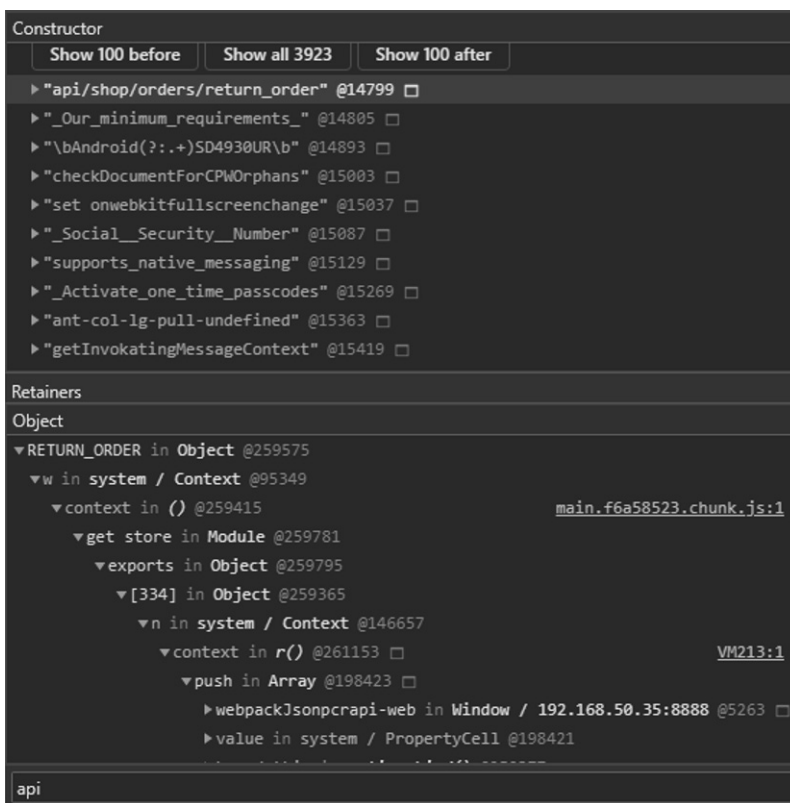 Constructor
Show 100 before Show all 3923 Show 100 after
▶"api/shop/orders/return_order" @14799
▶"_Our_minimum_requirements_" @14805
▶"\bAndroid(?:.+)SD4930UR\b" @14893
▶"checkDocumentForCPWOrphans" @15003
▶"set onwebkitfullscreenchange" @15037
▶"_Social__Security__Number" @15087
▶"supports_native_messaging" @15129
▶"_Activate_one_time_passcodes" @15269
▶"ant-col-lg-pull-undefined" @15363
▶"getInvokatingMessageContext" @15419
Retainers
Object
▼RETURN_ORDER in Object @259575
▼w in system / Context @95349
▼context in () @259415 main.f6a58523.chunk.js:1
▼get store in Module @259781
▼exports in Object @259795
▼[334] in Object @259365
▼n in system / Context @146657
▼context in r() @261153 VM213:1
▼push in Array @198423
▶webpackJsonpcrapi-web in Window / 192.168.50.35:8888 @5263
▶value in system / PropertyCell @198421
api